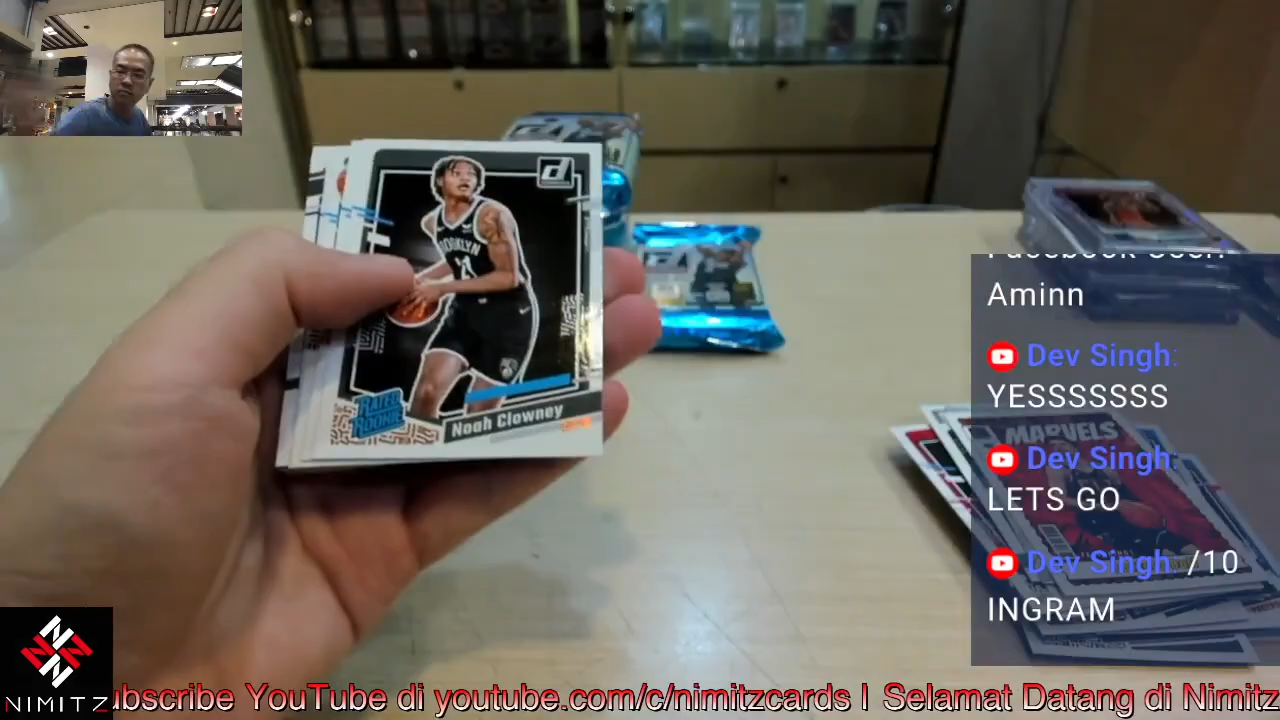 BROOKLYN
RATED
ROOKIE
Noah Clowney
Aminn
Dev Singh:
YESSSSSSS
MARVELS
Dev Singh:
LETS GO
Dev Singh: /10
INGRAM
NIMITZ
ubscribe YouTube di youtube.com/c/nimitzcards I Selamat Datang di Nimitz